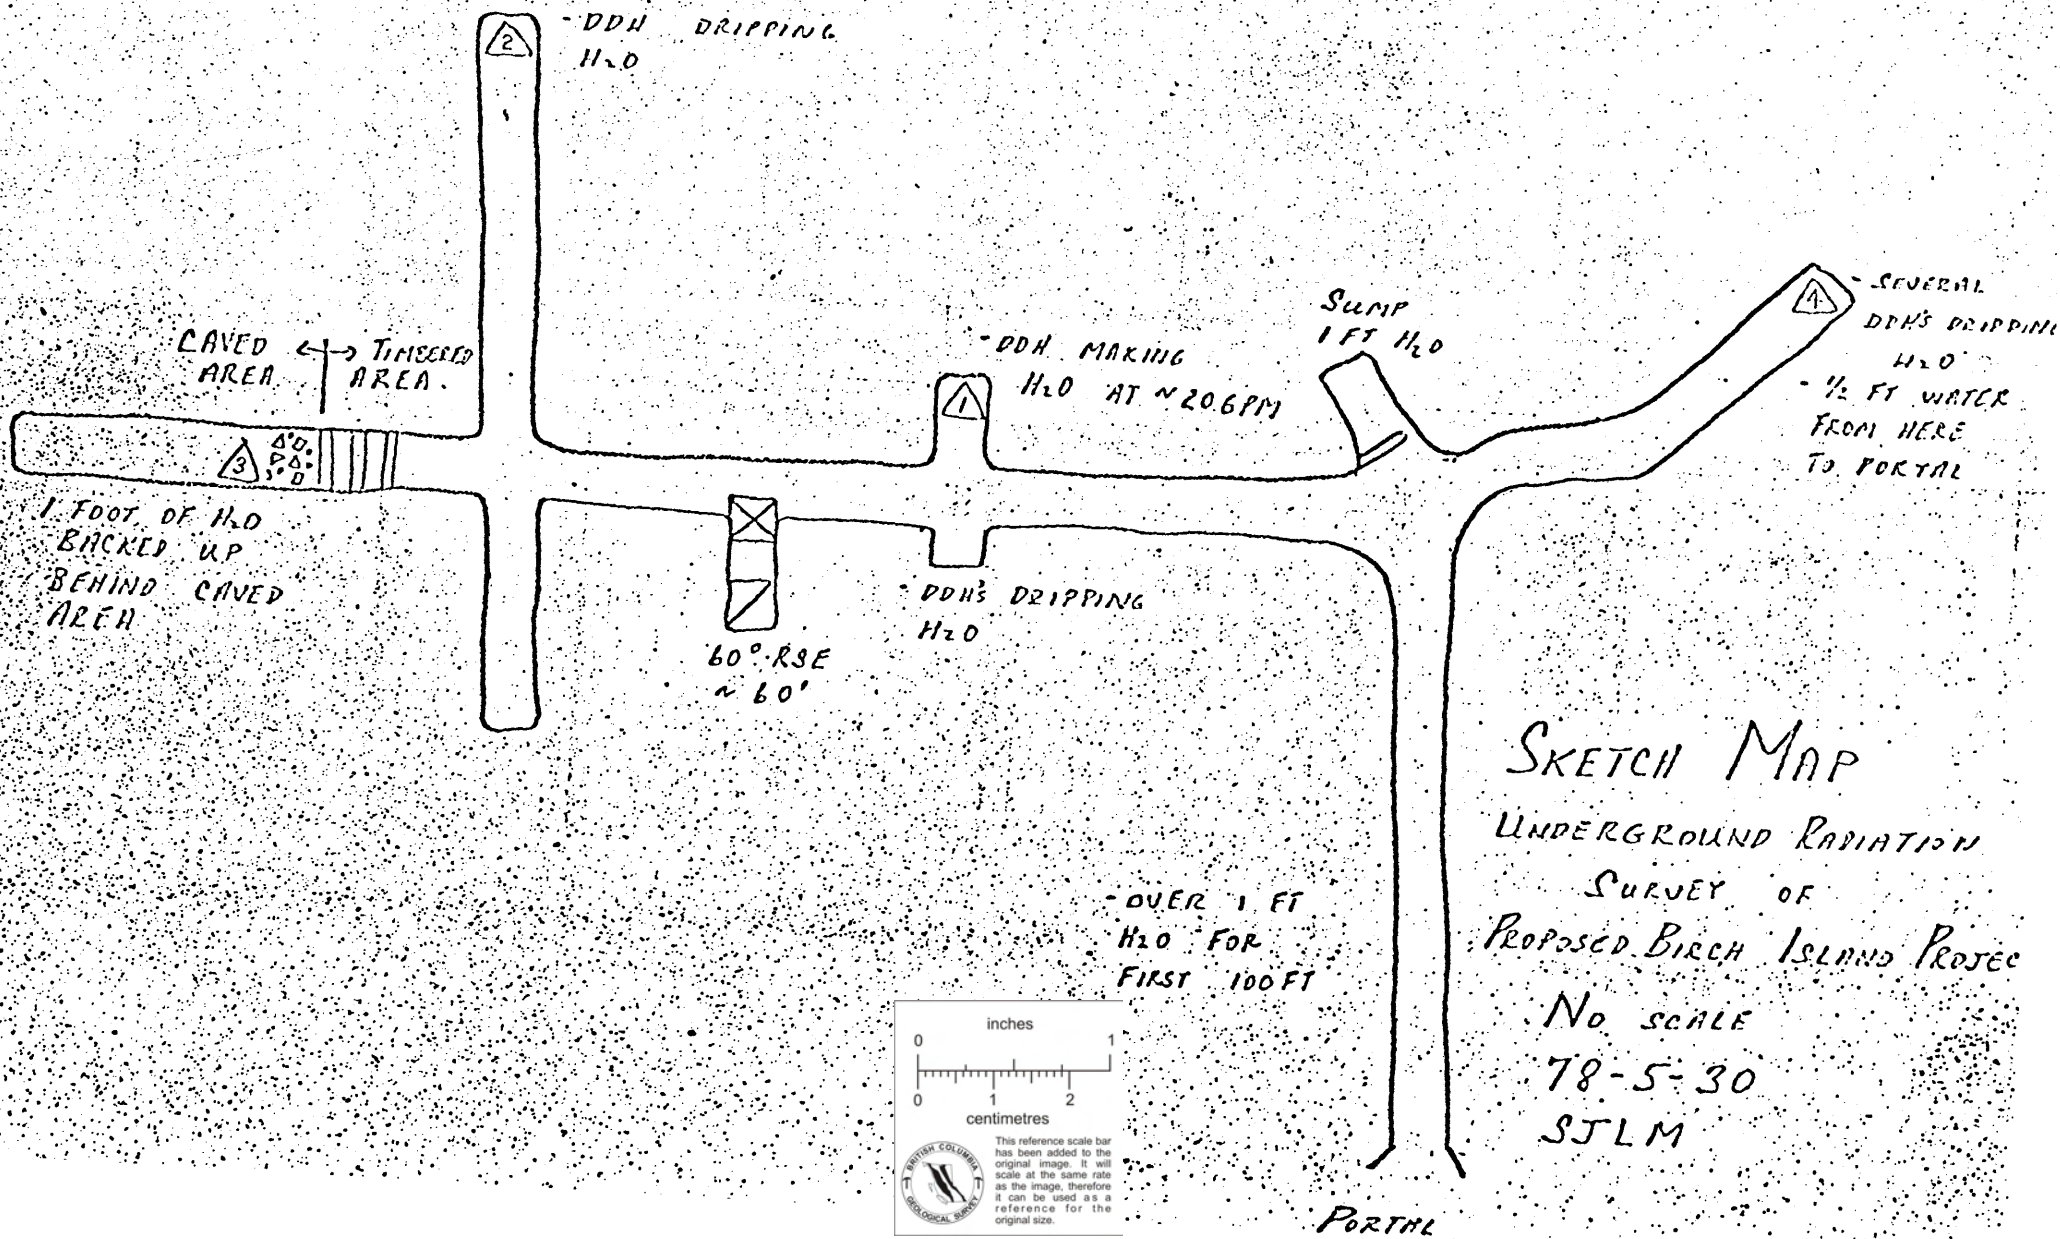 2
- DDH DRIPPING
H2O
CAVED AREA ← → TIMBERED AREA.
3
1 FOOT OF H2O
BACKED UP
BEHIND CAVED
AREA
60° RSE
~ 60'
- DDH MAKING
H2O AT ~ 20 GPM
1
- DDH'S DRIPPING
H2O
SUMP
1 FT H2O
- SEVERAL
DDH'S DRIPPING
H2O
- 1/2 FT WATER
FROM HERE
TO PORTAL
- OVER 1 FT
H2O FOR
FIRST 100 FT
PORTAL
SKETCH MAP
UNDERGROUND RADIATION
SURVEY OF
PROPOSED BIRCH ISLAND PROJEC
NO SCALE
78-5-30
SJLM
inches
0 1
0 1 2
centimetres
This reference scale bar
has been added to the
original image. It will
scale at the same rate
as the image, therefore
it can be used as a
reference for the
original size.
BRITISH COLUMBIA
GEOLOGICAL SURVEY